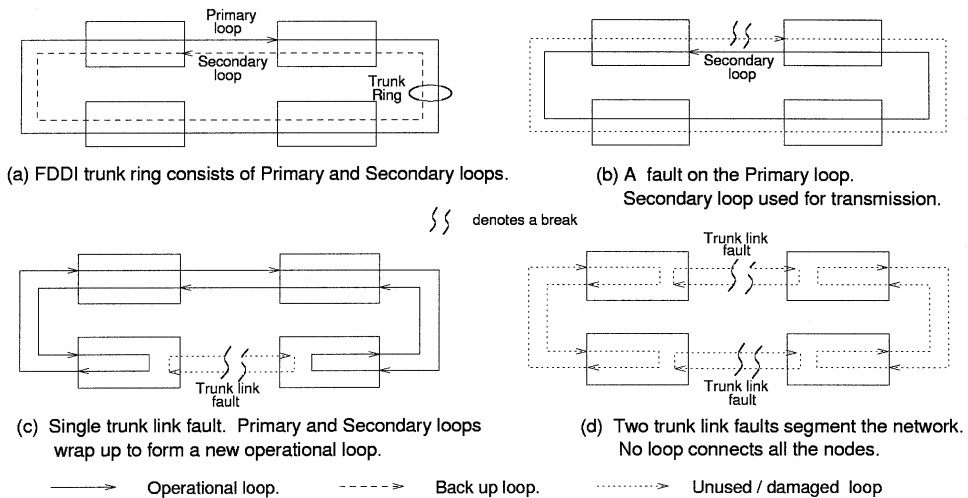 Primary
loop
Secondary
loop
Trunk
Ring
(a) FDDI trunk ring consists of Primary and Secondary loops.
Secondary
loop
(b) A fault on the Primary loop.
Secondary loop used for transmission.
denotes a break
Trunk link
fault
(c) Single trunk link fault. Primary and Secondary loops
wrap up to form a new operational loop.
Trunk link
fault
Trunk link
fault
(d) Two trunk link faults segment the network.
No loop connects all the nodes.
Operational loop.
Back up loop.
Unused / damaged loop